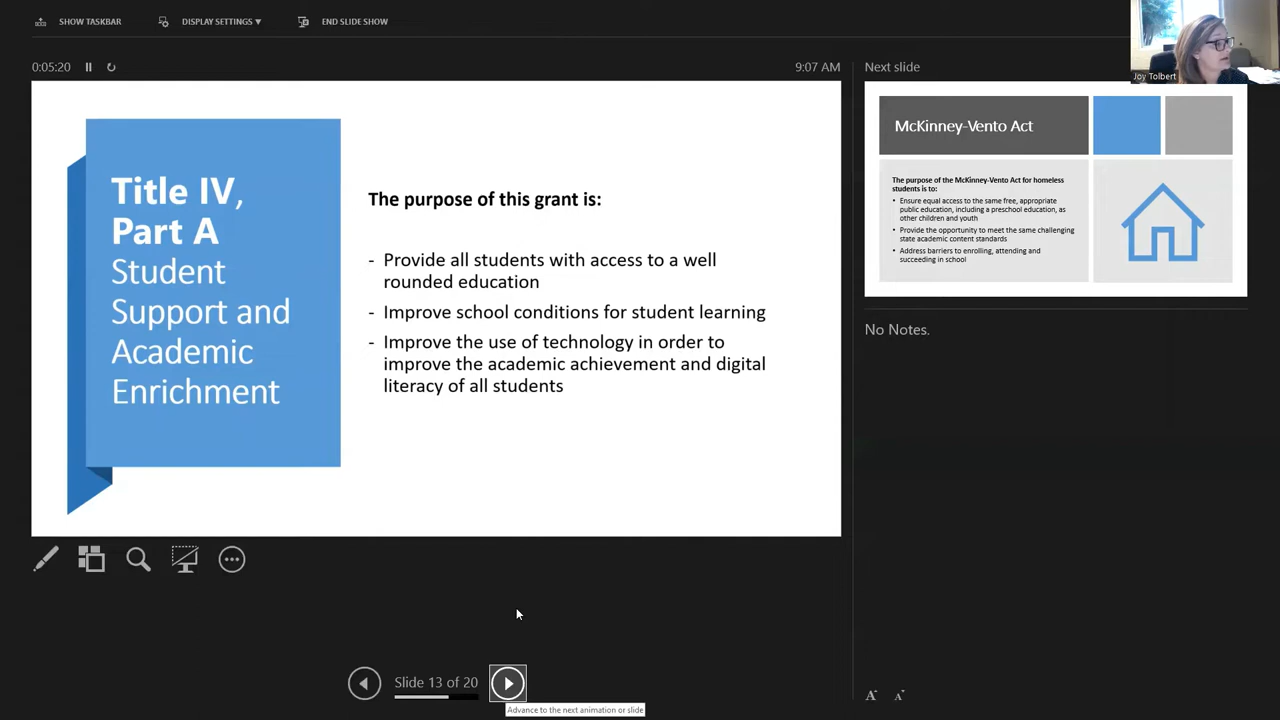 SHOW TASKBAR
DISPLAY SETTINGS ▼
END SLIDE SHOW
Joy Tolbert
0:05:20
9:07 AM
Next slide
Title IV,
Part A
Student
Support and
Academic
Enrichment
The purpose of this grant is:
- Provide all students with access to a well
rounded education
- Improve school conditions for student learning
- Improve the use of technology in order to
improve the academic achievement and digital
literacy of all students
McKinney-Vento Act
The purpose of the McKinney-Vento Act for homeless
students is to:
• Ensure equal access to the same free, appropriate
public education, including a preschool education, as
other children and youth
• Provide the opportunity to meet the same challenging
state academic content standards
• Address barriers to enrolling, attending and
succeeding in school
No Notes.
Slide 13 of 20
Advance to the next animation or slide
A A